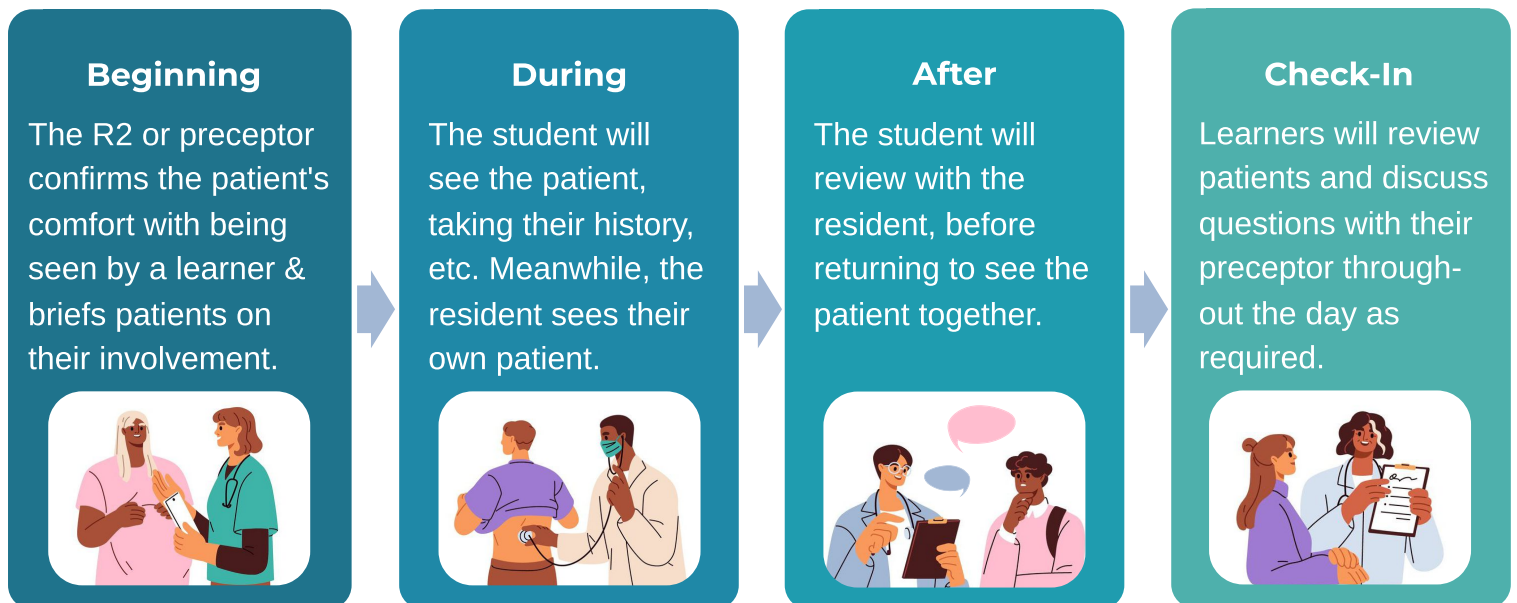 Beginning
The R2 or preceptor
confirms the patient's
comfort with being
seen by a learner &
briefs patients on
their involvement.
During
The student will
see the patient,
taking their history,
etc. Meanwhile, the
resident sees their
own patient.
After
The student will
review with the
resident, before
returning to see the
patient together.
Check-In
Learners will review
patients and discuss
questions with their
preceptor through-
out the day as
required.